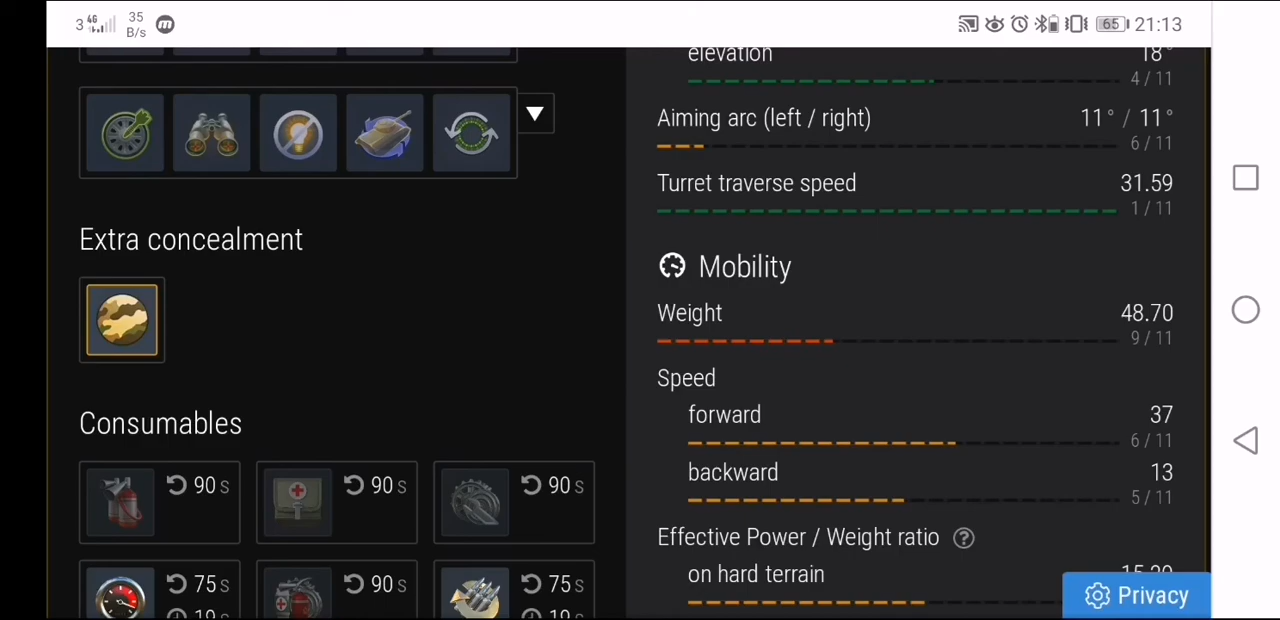 3 4G 35 B/s 65 21:13
elevation 18°
4 / 11
Aiming arc (left / right) 11° / 11°
6 / 11
Turret traverse speed 31.59
1 / 11
Extra concealment
Mobility
Weight 48.70
9 / 11
Speed
forward 37
6 / 11
backward 13
5 / 11
Consumables
90 s 90 s 90 s
75 s 90 s 75 s
Effective Power / Weight ratio ?
on hard terrain
Privacy